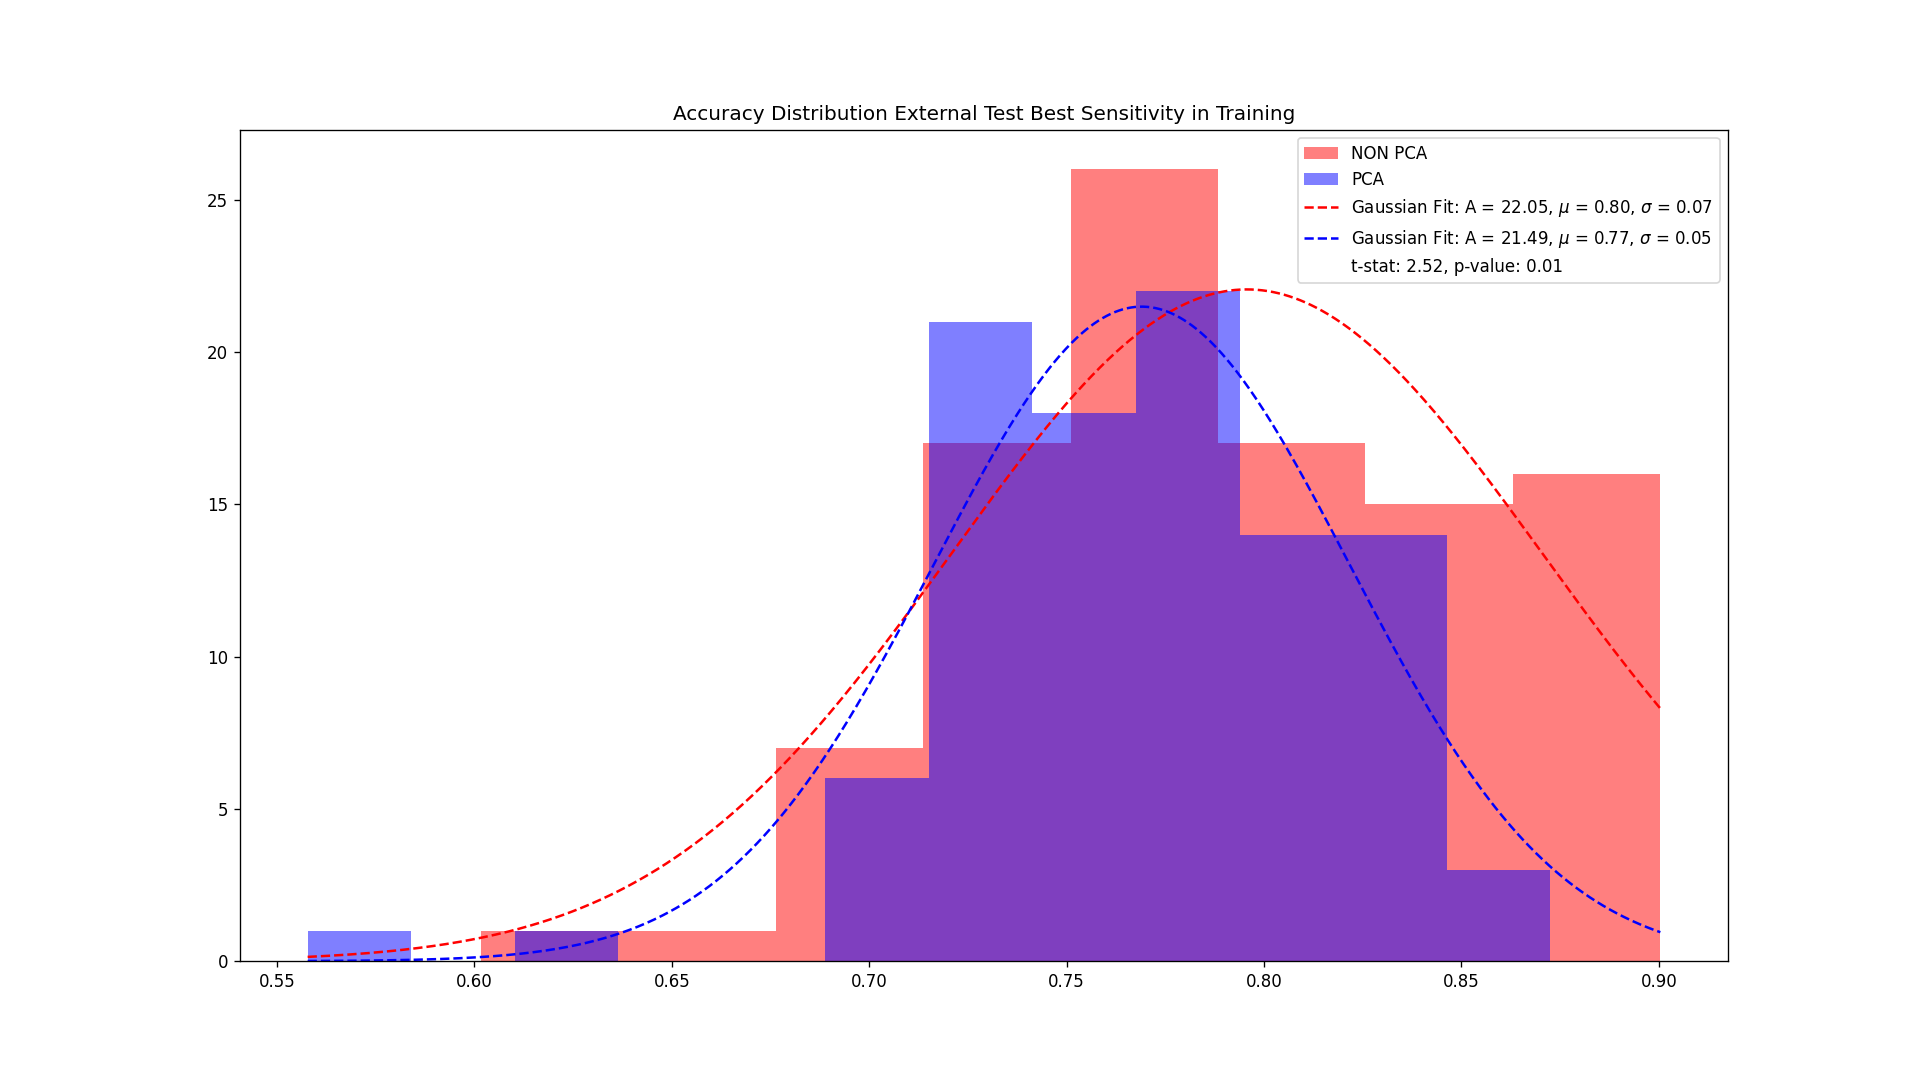 Accuracy Distribution External Test Best Sensitivity in Training
NON PCA
PCA
Gaussian Fit: A = 22.05, μ = 0.80, σ = 0.07
Gaussian Fit: A = 21.49, μ = 0.77, σ = 0.05
t-stat: 2.52, p-value: 0.01
25
20
15
10
5
0
0.55 0.60 0.65 0.70 0.75 0.80 0.85 0.90